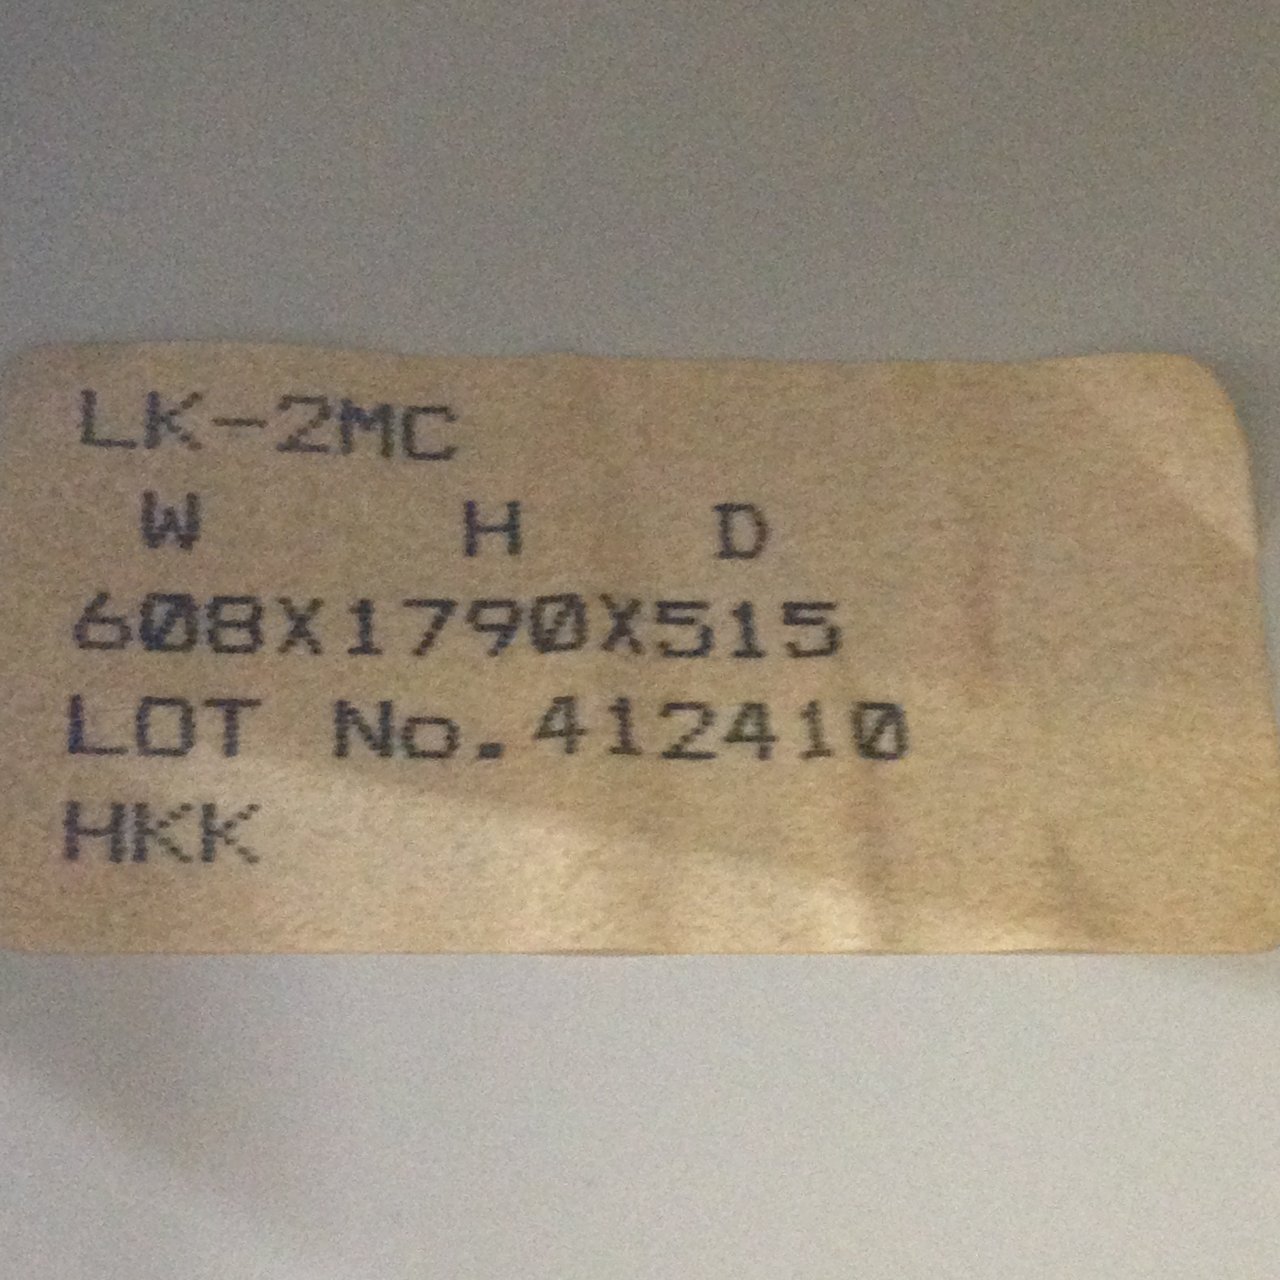 LK-2MC
W H D
608X1790X515
LOT No.412410
HKK